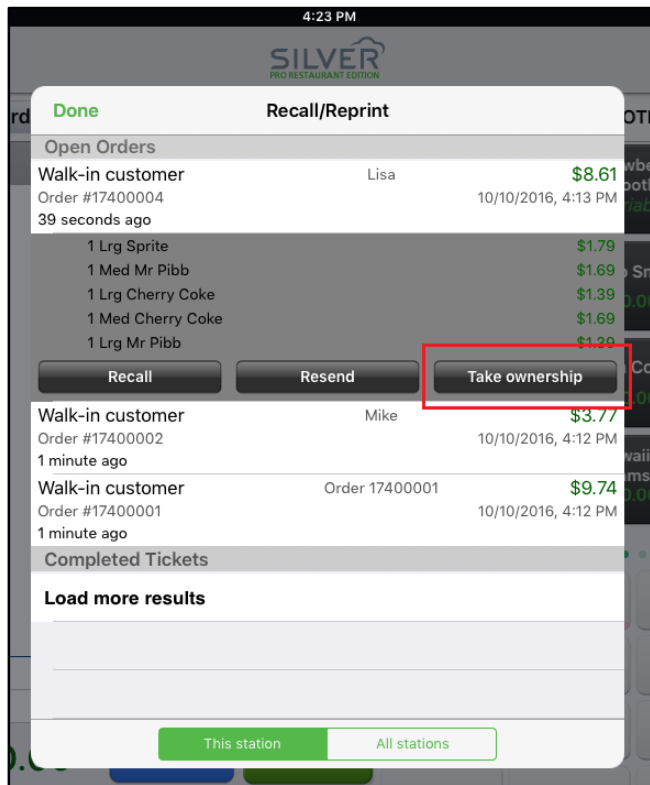 4:23 PM
SILVER
PRO RESTAURANT EDITION
Done Recall/Reprint
Open Orders
Walk-in customer Lisa $8.61
Order #17400004 10/10/2016, 4:13 PM
39 seconds ago
1 Lrg Sprite $1.79
1 Med Mr Pibb $1.69
1 Lrg Cherry Coke $1.39
1 Med Cherry Coke $1.69
1 Lrg Mr Pibb $1.39
Recall Resend Take ownership
Walk-in customer Mike $3.77
Order #17400002 10/10/2016, 4:12 PM
1 minute ago
Walk-in customer Order 17400001 $9.74
Order #17400001 10/10/2016, 4:12 PM
1 minute ago
Completed Tickets
Load more results
This station All stations